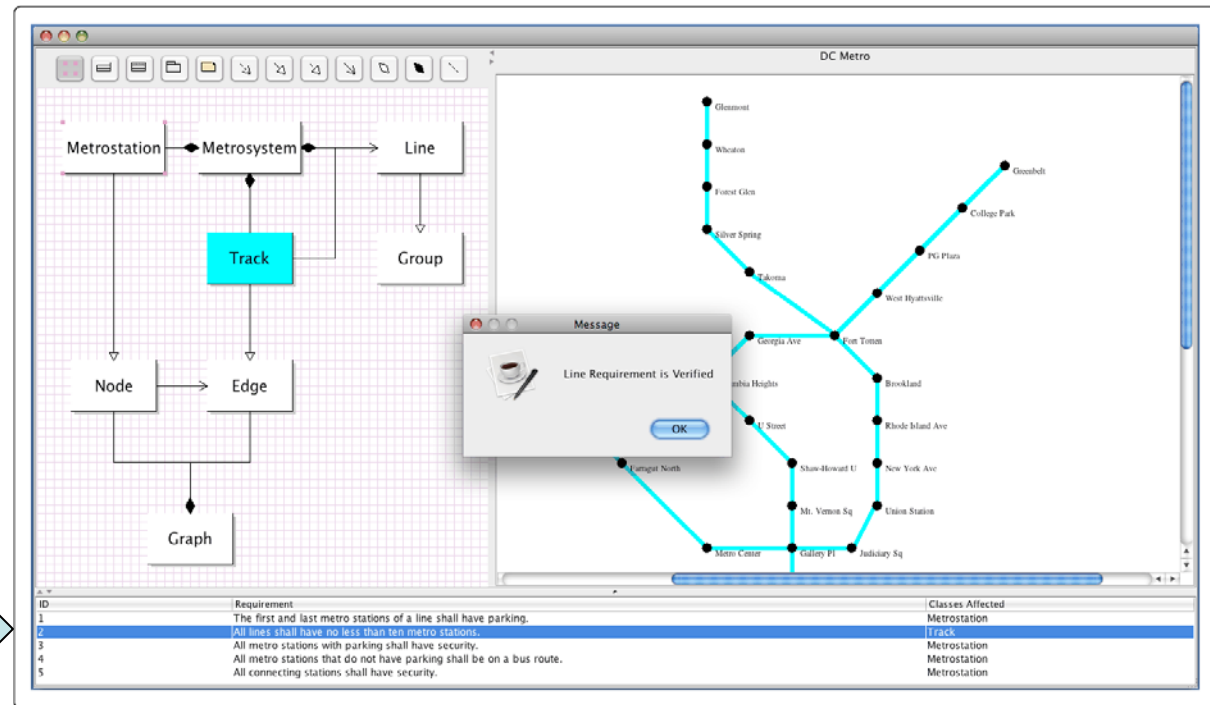 DC Metro
Metrostation
Metrosystem
Line
Track
Group
Node
Edge
Graph
Glenmont
Wheaton
Forest Glen
Silver Spring
Takoma
Greenbelt
College Park
PG Plaza
West Hyattsville
Georgia Ave
Fort Totten
mbia Heights
Brookland
U Street
Rhode Island Ave
Farragut North
Shaw-Howard U
New York Ave
Mt. Vernon Sq
Union Station
Metro Center
Gallery Pl
Judiciary Sq
Message
Line Requirement is Verified
OK
ID Requirement Classes Affected
1 The first and last metro stations of a line shall have parking. Metrostation
2 All lines shall have no less than ten metro stations. Track
3 All metro stations with parking shall have security. Metrostation
4 All metro stations that do not have parking shall be on a bus route. Metrostation
5 All connecting stations shall have security. Metrostation